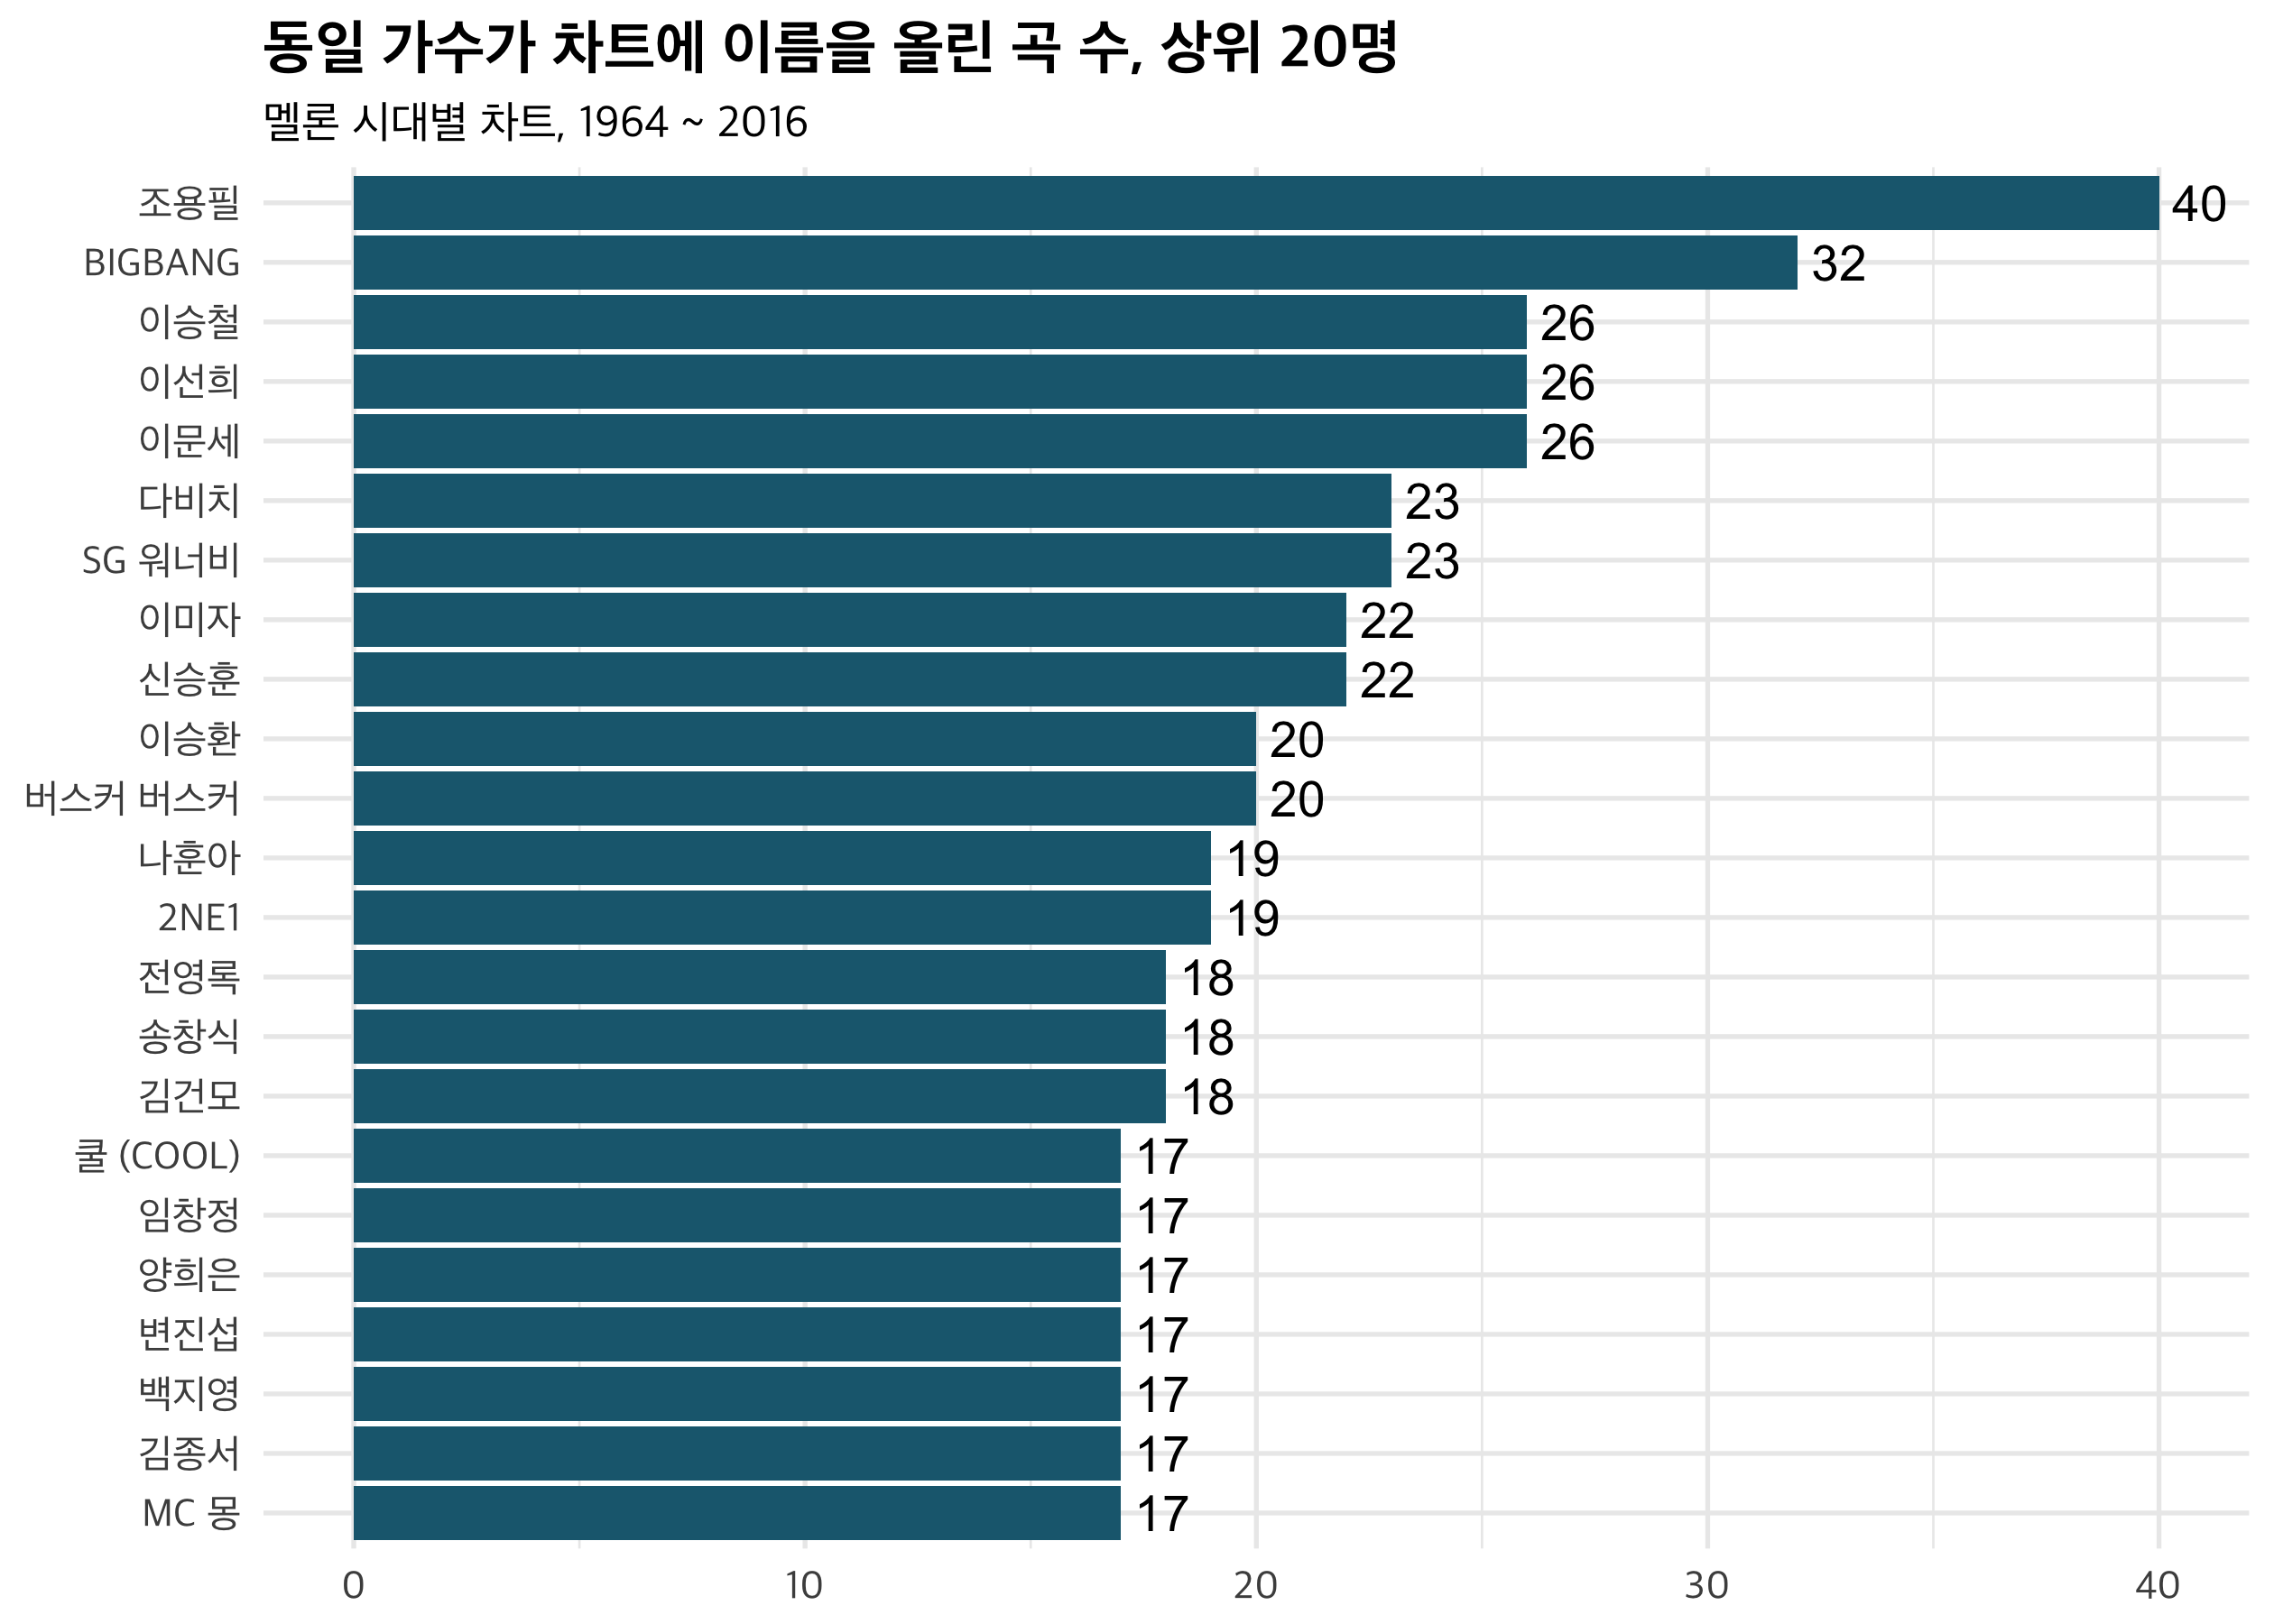 동일 가수가 차트에 이름을 올린 곡 수, 상위 20명
멜론 시대별 차트, 1964 ~ 2016
조용필 40
BIGBANG 32
이승철 26
이선희 26
이문세 26
다비치 23
SG 워너비 23
이미자 22
신승훈 22
이승환 20
버스커 버스커 20
나훈아 19
2NE1 19
전영록 18
송창식 18
김건모 18
쿨 (COOL) 17
임창정 17
양희은 17
변진섭 17
백지영 17
김종서 17
MC 몽 17
0 10 20 30 40